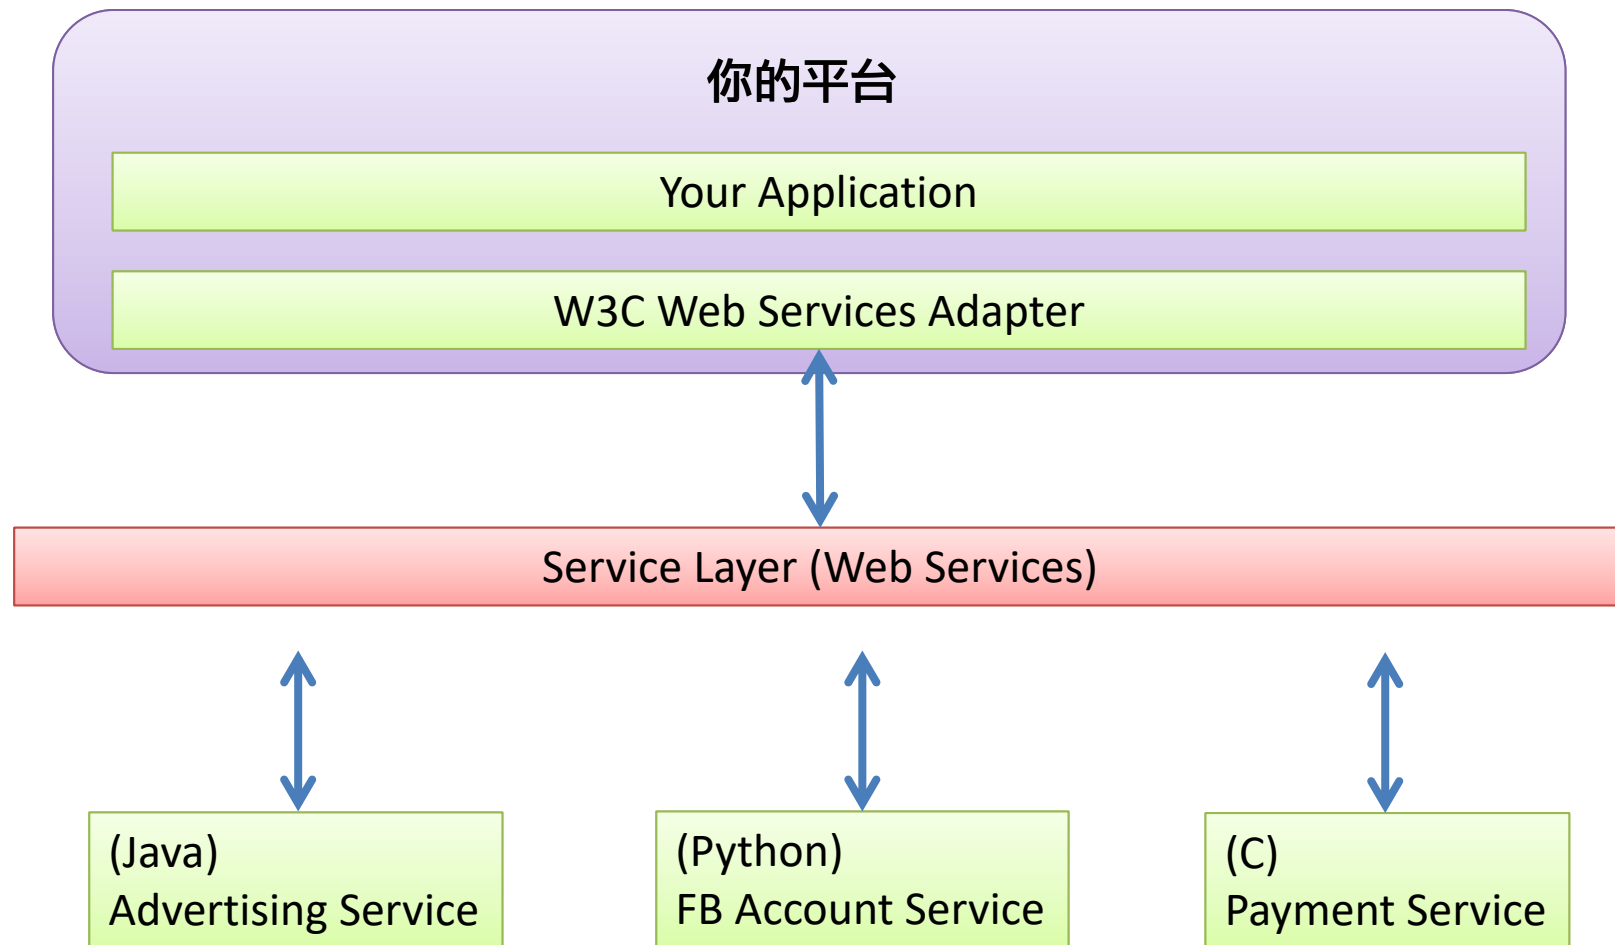 你的平台
Your Application
W3C Web Services Adapter
Service Layer (Web Services)
(Java)
Advertising Service
(Python)
FB Account Service
(C)
Payment Service